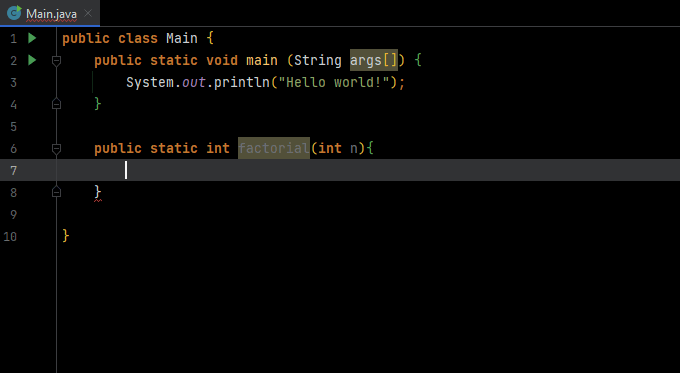 Main.java
1 public class Main {
2 public static void main (String args[]) {
3 System.out.println("Hello world!");
4 }
5
6 public static int factorial(int n){
7
8 }
9
10 }